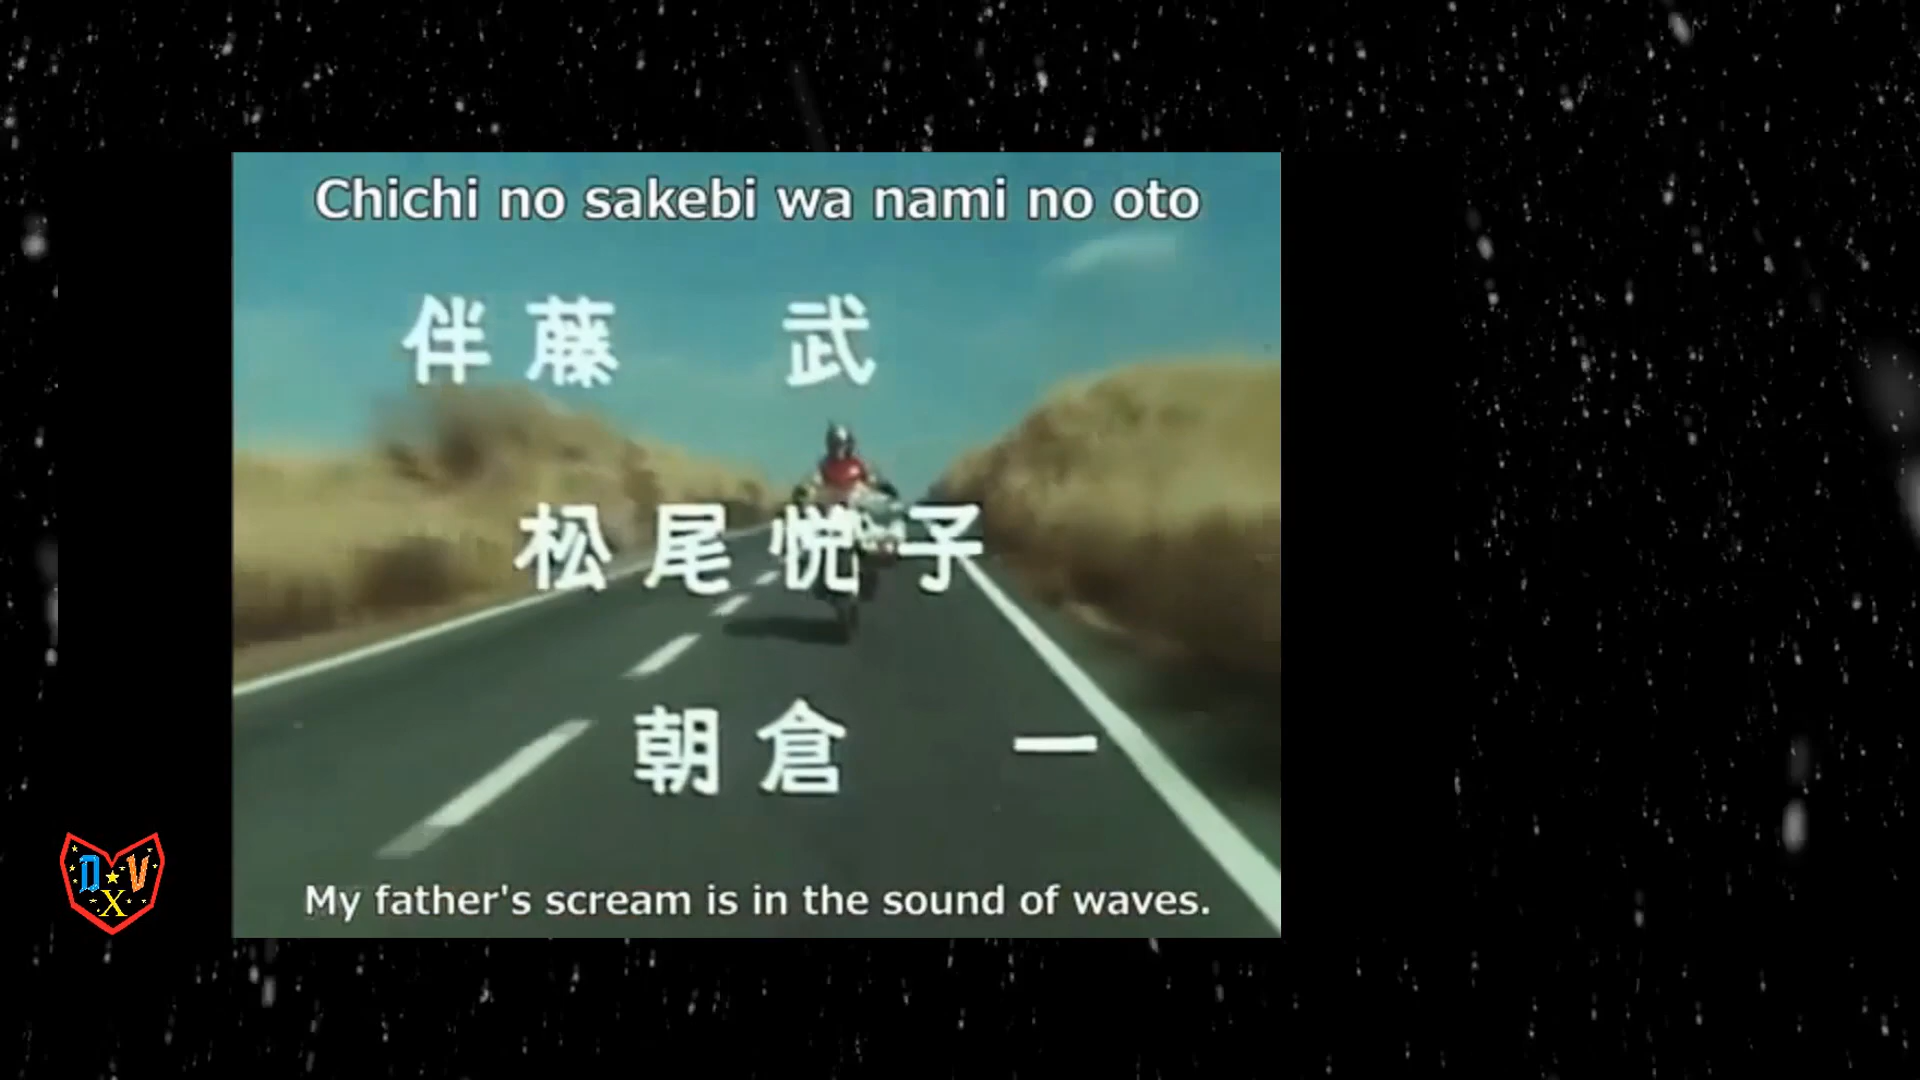 Chichi no sakebi wa nami no oto
伴藤 武
松尾悦子
朝倉 一
My father's scream is in the sound of waves.
D X V